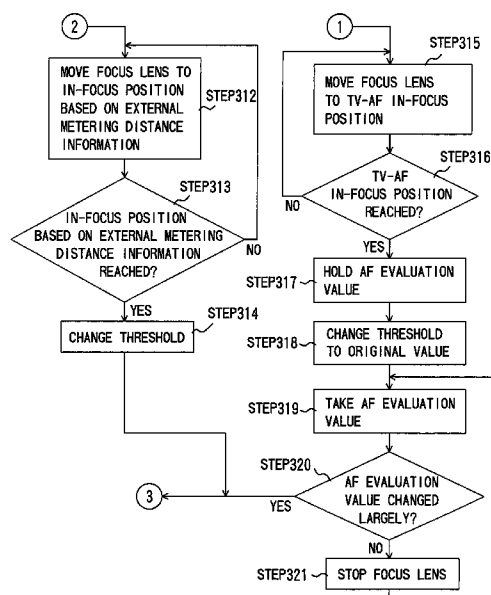 2
MOVE FOCUS LENS TO
IN-FOCUS POSITION
BASED ON EXTERNAL
METERING DISTANCE
INFORMATION
STEP312
STEP313
IN-FOCUS POSITION
BASED ON EXTERNAL METERING
DISTANCE INFORMATION
REACHED?
NO
YES
STEP314
CHANGE THRESHOLD
3
1
STEP315
MOVE FOCUS LENS
TO TV-AF IN-FOCUS
POSITION
STEP316
TV-AF
IN-FOCUS POSITION
REACHED?
NO
YES
STEP317
HOLD AF EVALUATION
VALUE
STEP318
CHANGE THRESHOLD
TO ORIGINAL VALUE
STEP319
TAKE AF EVALUATION
VALUE
STEP320
AF EVALUATION
VALUE CHANGED
LARGELY?
YES
NO
STEP321
STOP FOCUS LENS